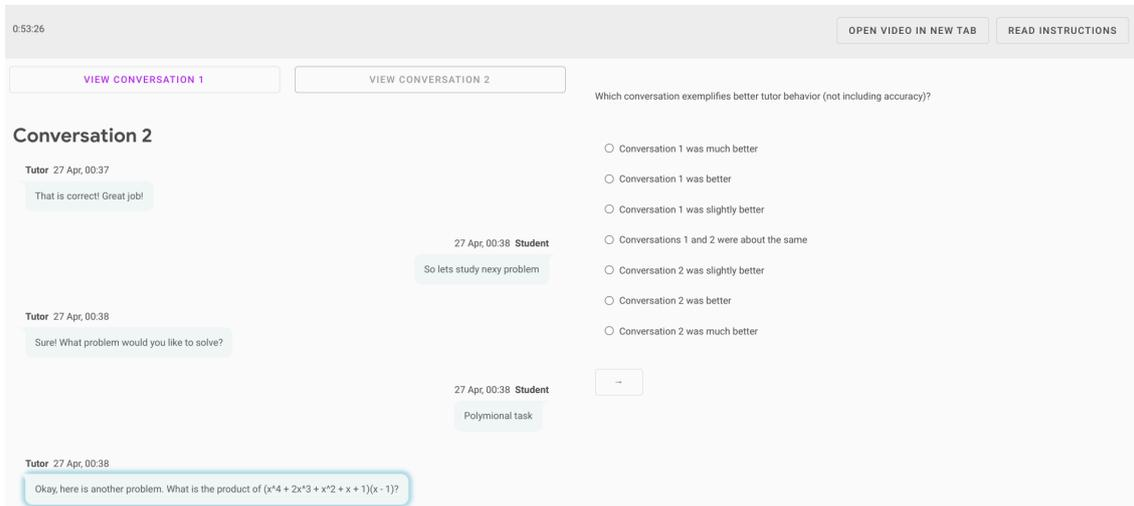 0:53:26
OPEN VIDEO IN NEW TAB
READ INSTRUCTIONS
VIEW CONVERSATION 1
VIEW CONVERSATION 2
Conversation 2
Tutor 27 Apr, 00:37
That is correct! Great job!
27 Apr, 00:38 Student
So lets study nexy problem
Tutor 27 Apr, 00:38
Sure! What problem would you like to solve?
27 Apr, 00:38 Student
Polymional task
Tutor 27 Apr, 00:38
Okay, here is another problem. What is the product of (x^4 + 2x^3 + x^2 + x + 1)(x - 1)?
Which conversation exemplifies better tutor behavior (not including accuracy)?
Conversation 1 was much better
Conversation 1 was better
Conversation 1 was slightly better
Conversations 1 and 2 were about the same
Conversation 2 was slightly better
Conversation 2 was better
Conversation 2 was much better
→